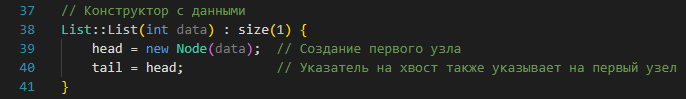 37 // Конструктор с данными
38 List::List(int data) : size(1) {
39     head = new Node(data);  // Создание первого узла
40     tail = head;            // Указатель на хвост также указывает на первый узел
41 }